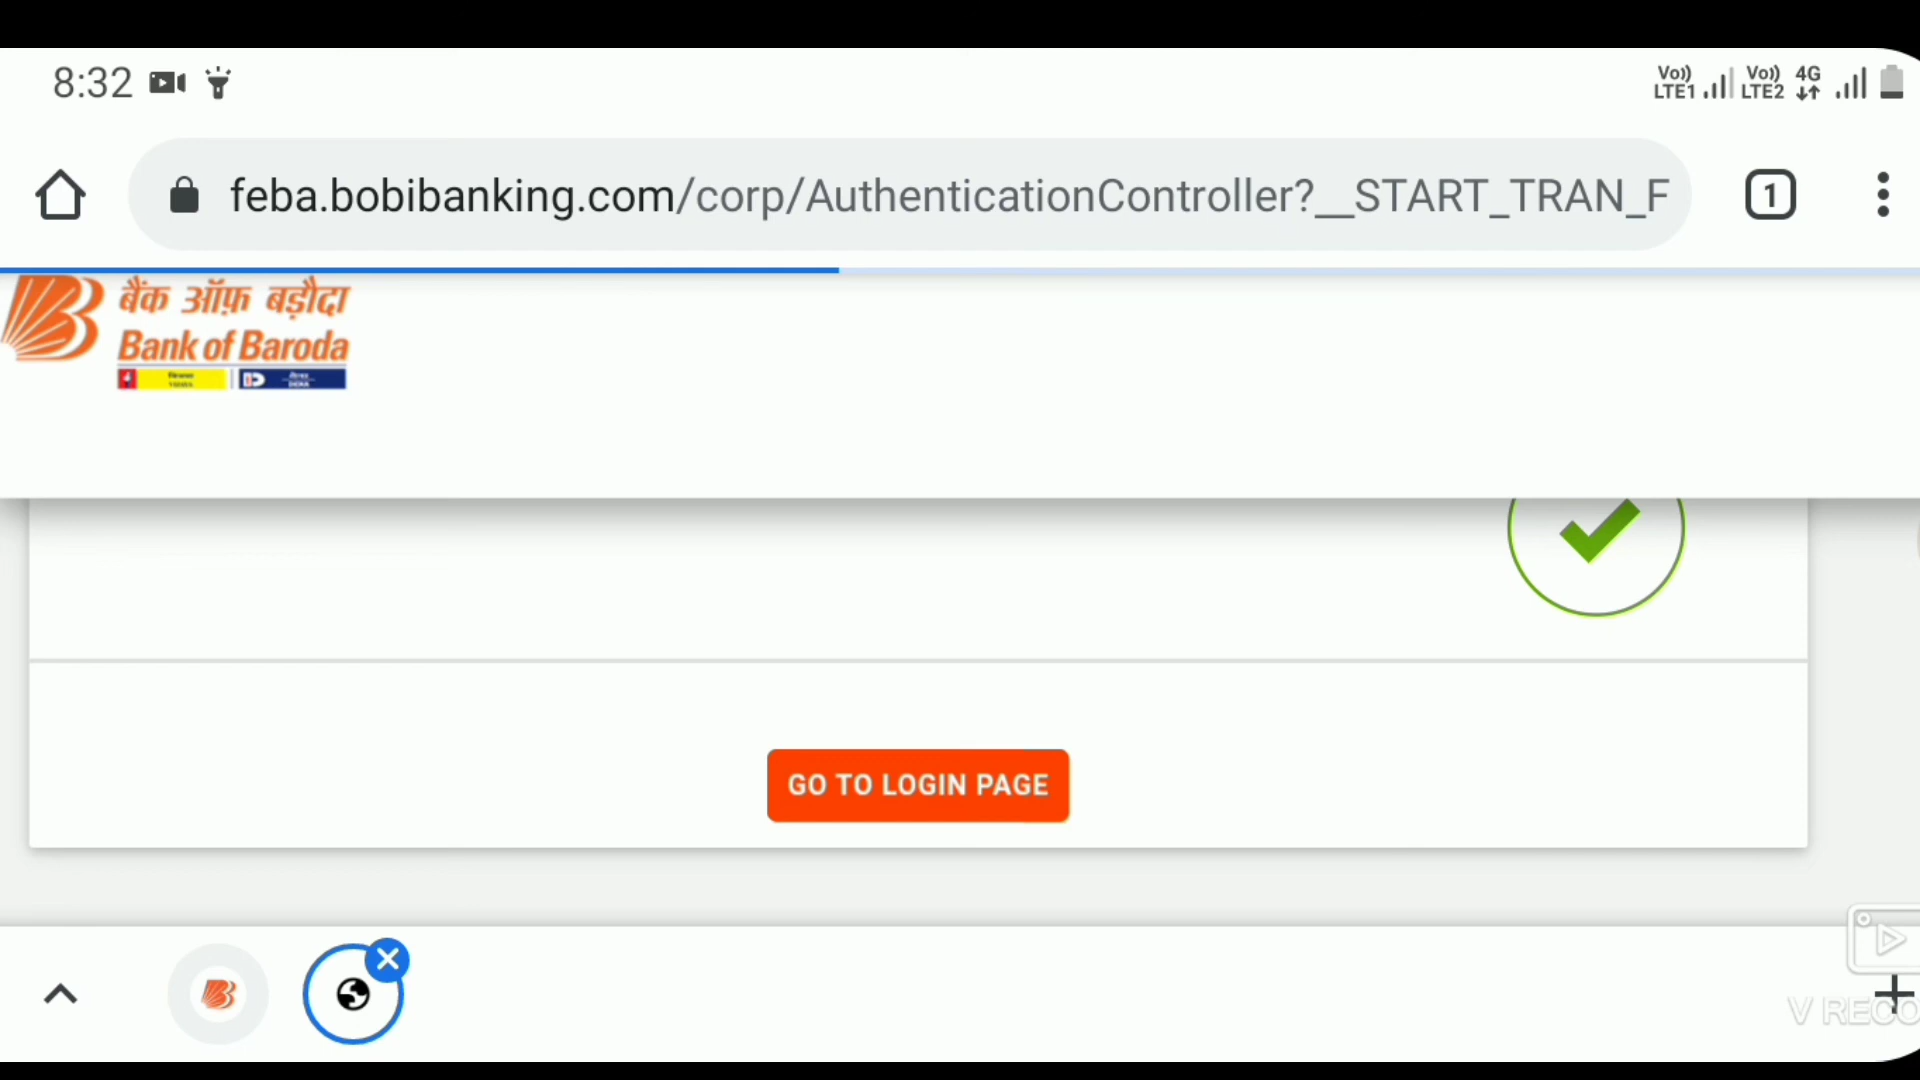 8:32
Vo)) LTE1 Vo)) LTE2 4G
feba.bobibanking.com/corp/AuthenticationController?__START_TRAN_F
1
बैंक ऑफ़ बड़ौदा
Bank of Baroda
GO TO LOGIN PAGE
V RECO